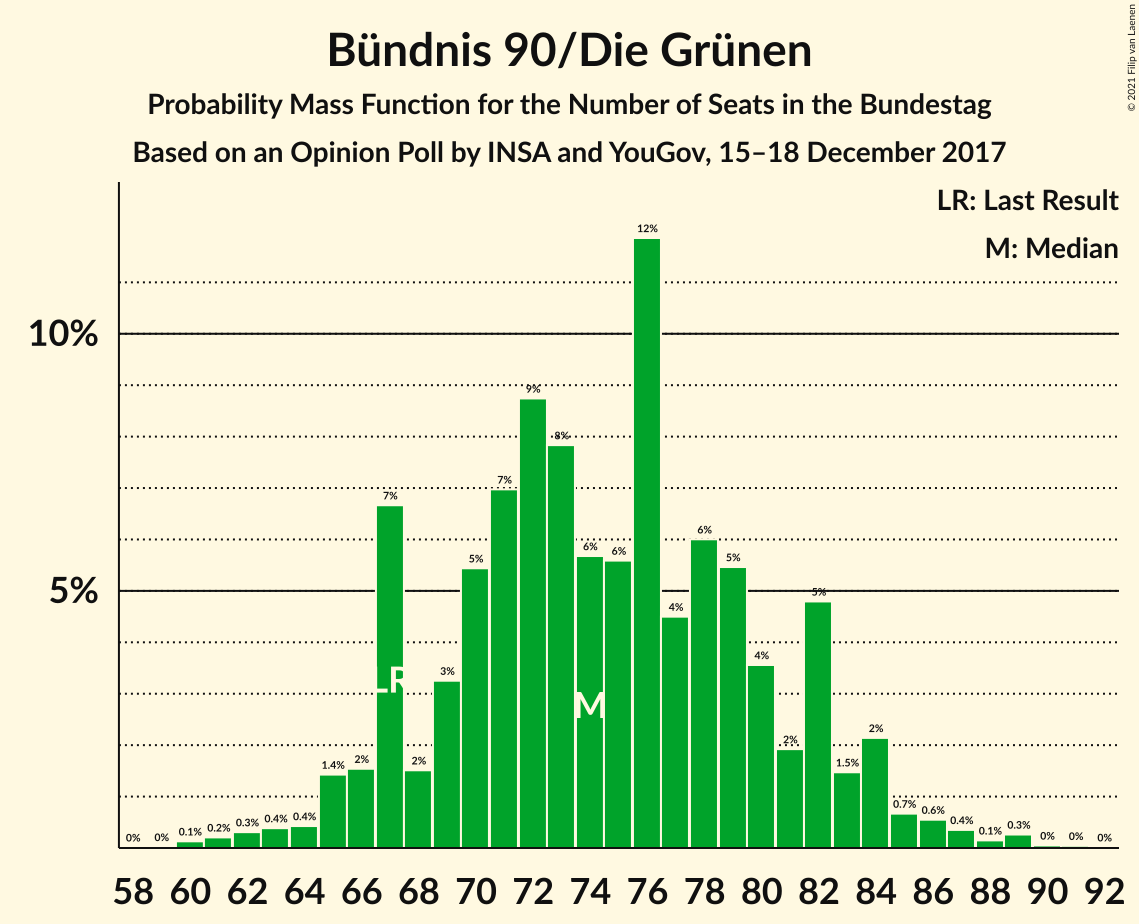 © 2021 Filip van Laenen
Bündnis 90/Die Grünen
Probability Mass Function for the Number of Seats in the Bundestag
Based on an Opinion Poll by INSA and YouGov, 15–18 December 2017
LR: Last Result
M: Median
10%
5%
0% 0% 0.1% 0.2% 0.3% 0.4% 0.4% 1.4% 2% 7% 2% 3% 5% 7% 9% 8% 6% 6% 12% 4% 6% 5% 4% 2% 5% 1.5% 2% 0.7% 0.6% 0.4% 0.1% 0.3% 0% 0% 0%
LR
M
58 60 62 64 66 68 70 72 74 76 78 80 82 84 86 88 90 92